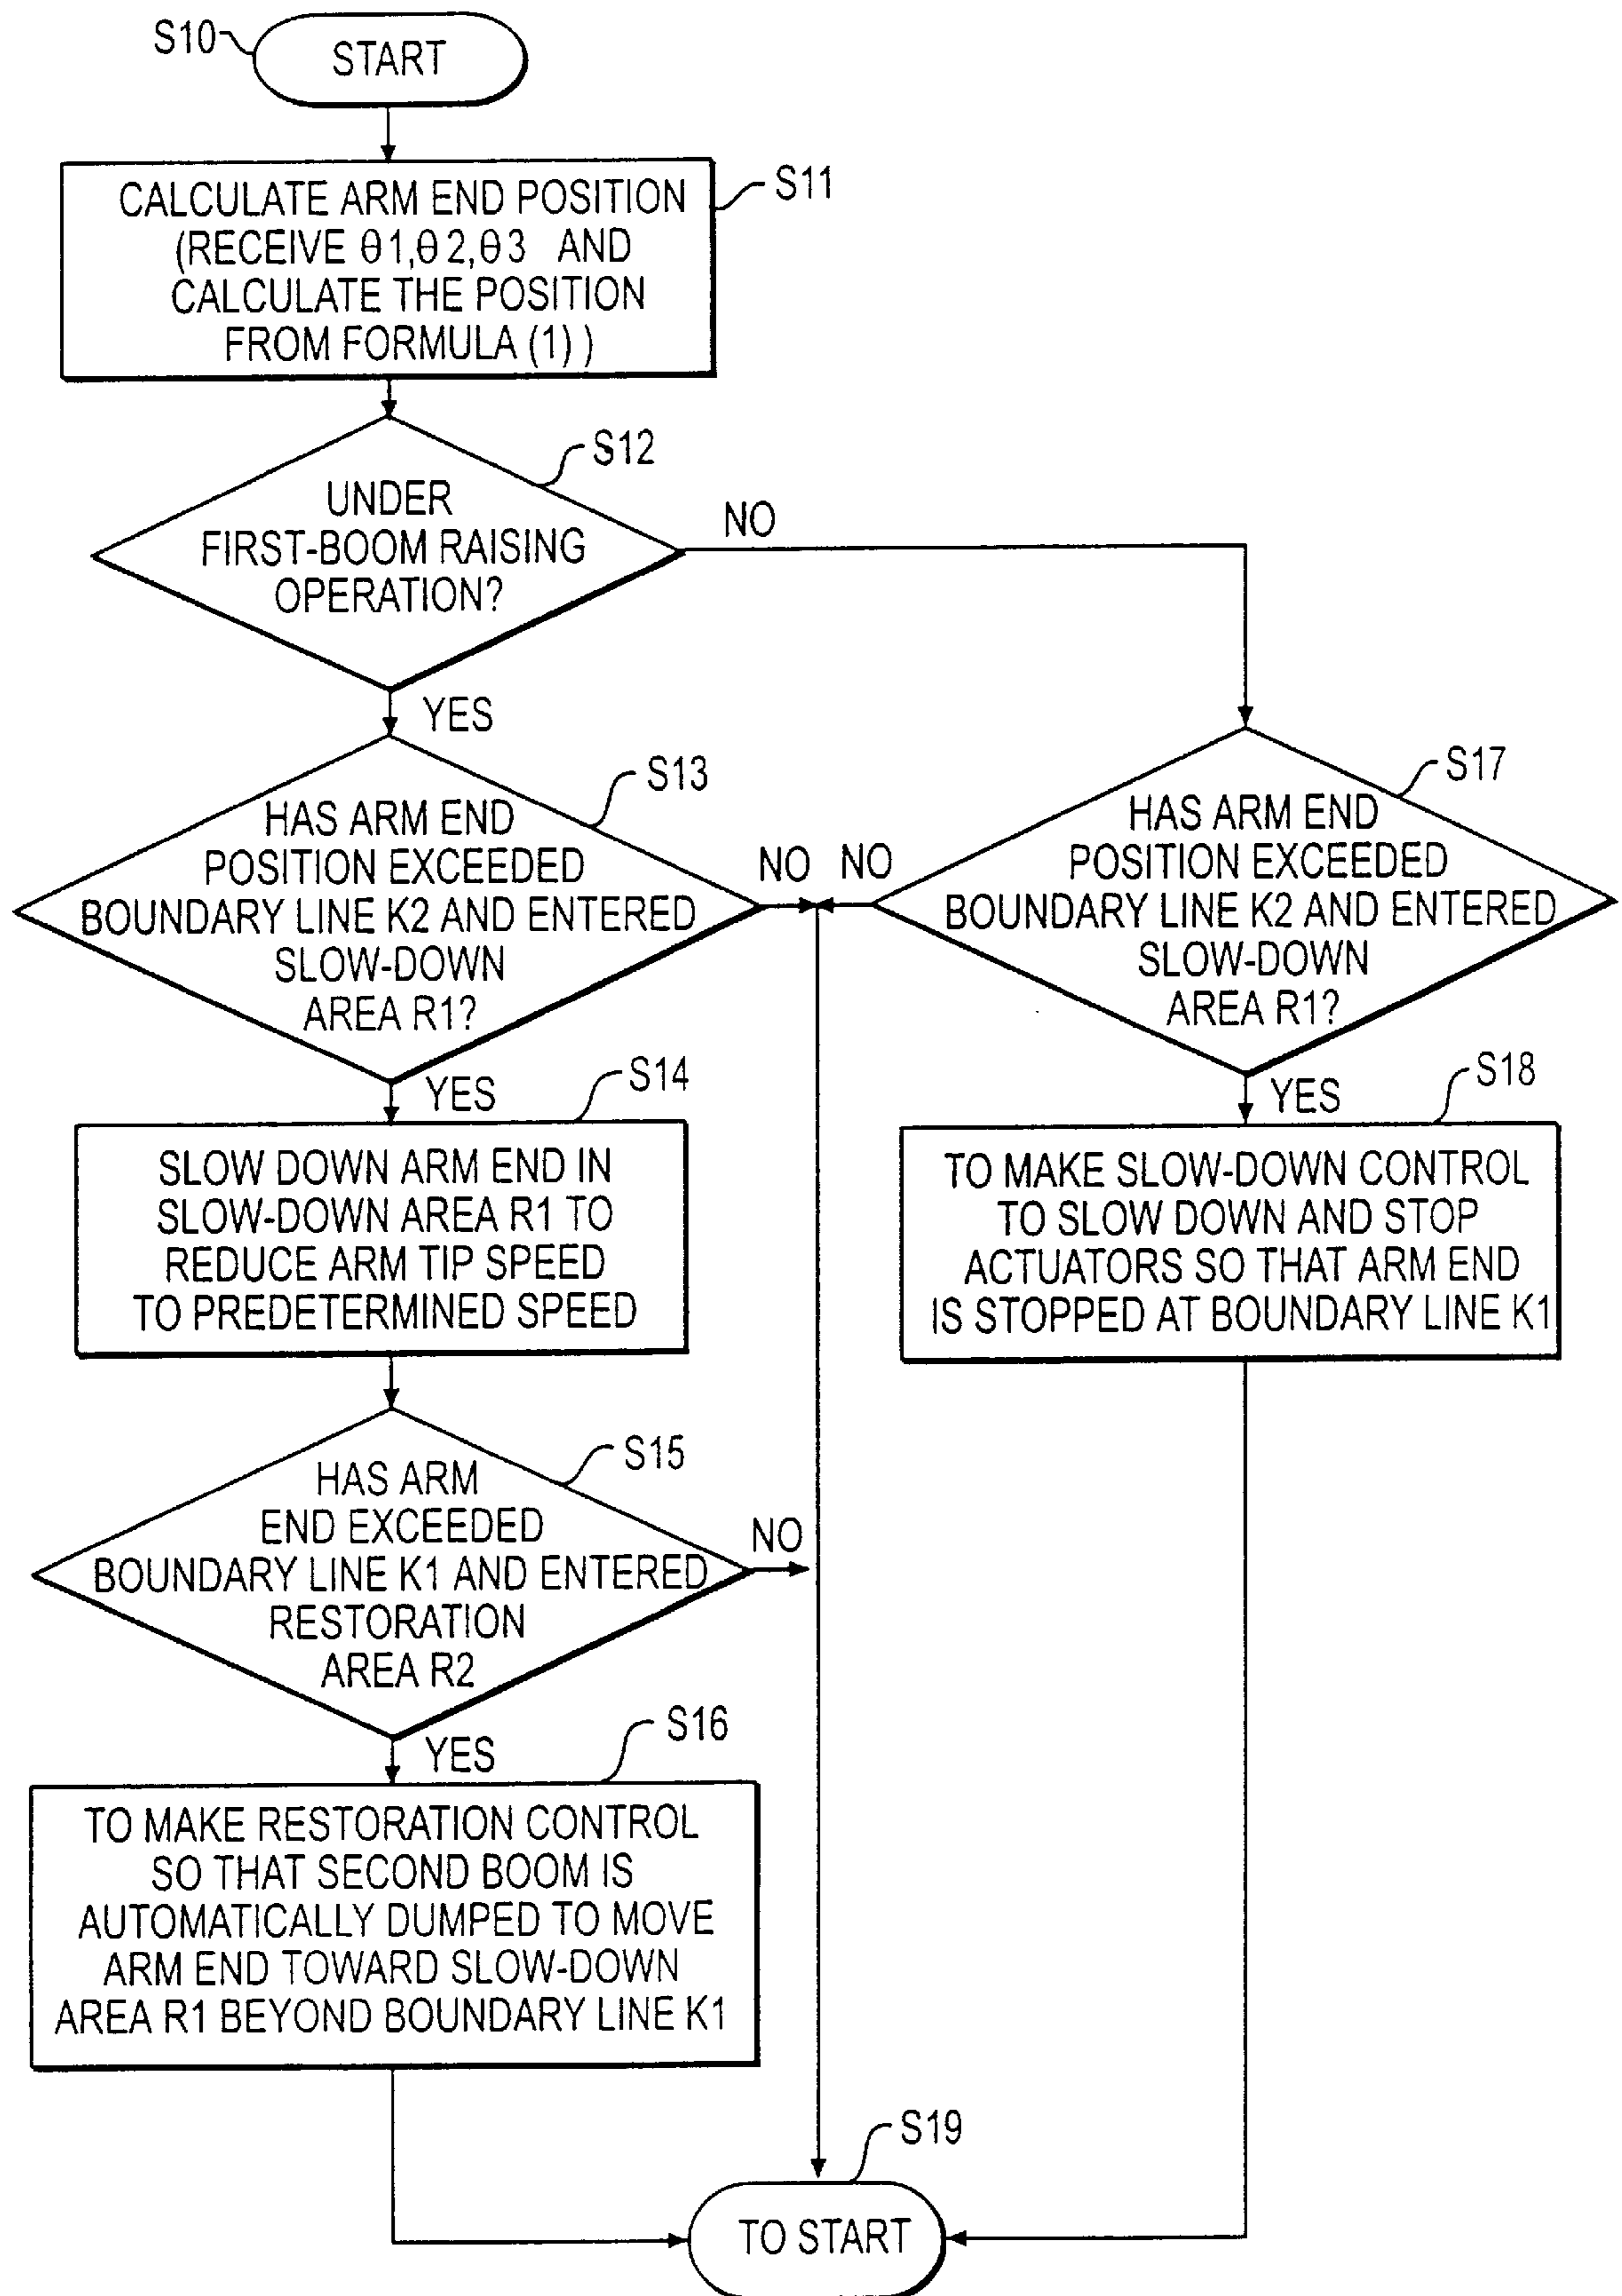 S10
START
S11
CALCULATE ARM END POSITION
(RECEIVE θ1,θ2,θ3 AND
CALCULATE THE POSITION
FROM FORMULA (1) )
S12
UNDER
FIRST-BOOM RAISING
OPERATION?
NO
YES
S13
HAS ARM END
POSITION EXCEEDED
BOUNDARY LINE K2 AND ENTERED
SLOW-DOWN
AREA R1?
NO
NO
S17
HAS ARM END
POSITION EXCEEDED
BOUNDARY LINE K2 AND ENTERED
SLOW-DOWN
AREA R1?
YES
S14
SLOW DOWN ARM END IN
SLOW-DOWN AREA R1 TO
REDUCE ARM TIP SPEED
TO PREDETERMINED SPEED
YES
S18
TO MAKE SLOW-DOWN CONTROL
TO SLOW DOWN AND STOP
ACTUATORS SO THAT ARM END
IS STOPPED AT BOUNDARY LINE K1
S15
HAS ARM
END EXCEEDED
BOUNDARY LINE K1 AND ENTERED
RESTORATION
AREA R2
NO
YES
S16
TO MAKE RESTORATION CONTROL
SO THAT SECOND BOOM IS
AUTOMATICALLY DUMPED TO MOVE
ARM END TOWARD SLOW-DOWN
AREA R1 BEYOND BOUNDARY LINE K1
S19
TO START